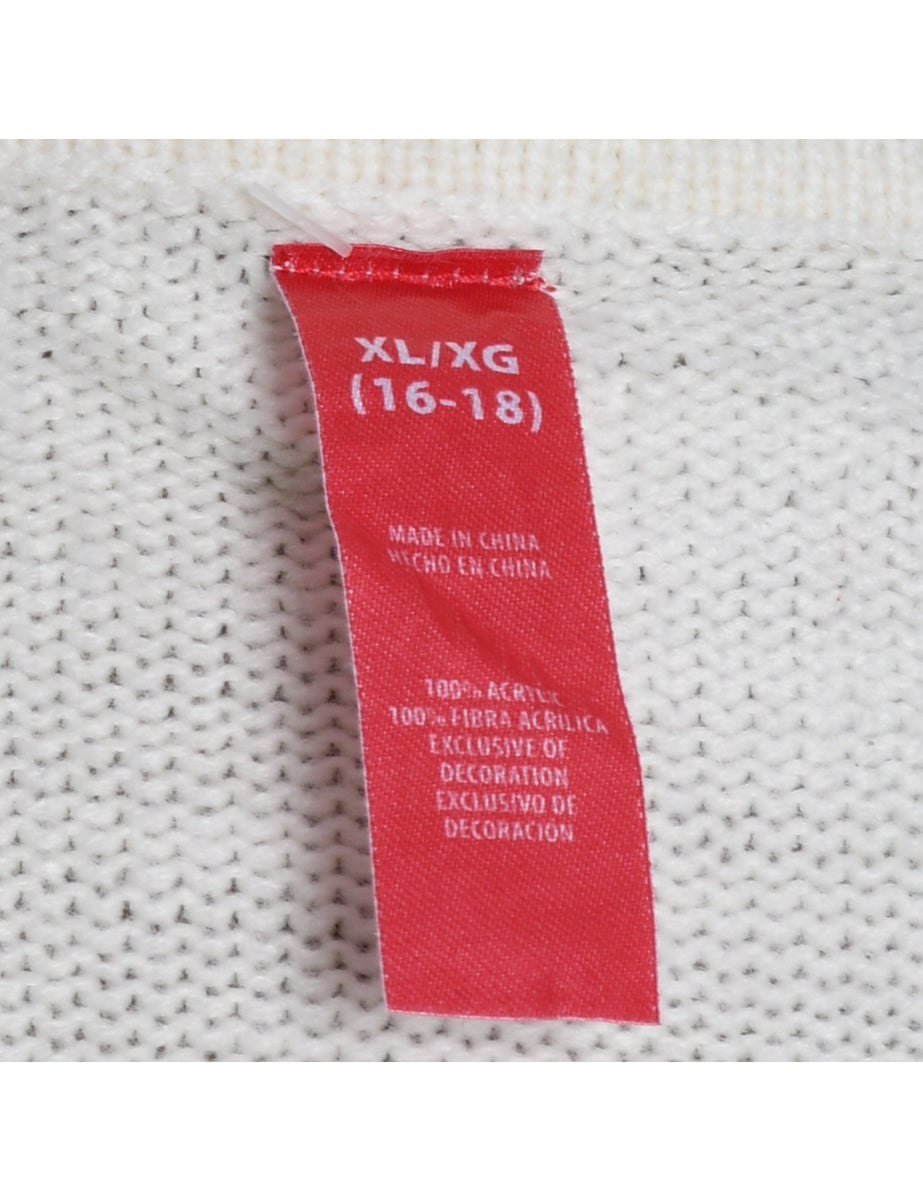 XL/XG
(16-18)
MADE IN CHINA
HECHO EN CHINA
100% ACRYLIC
100% FIBRA ACRILICA
EXCLUSIVE OF
DECORATION
EXCLUSIVO DE
DECORACION